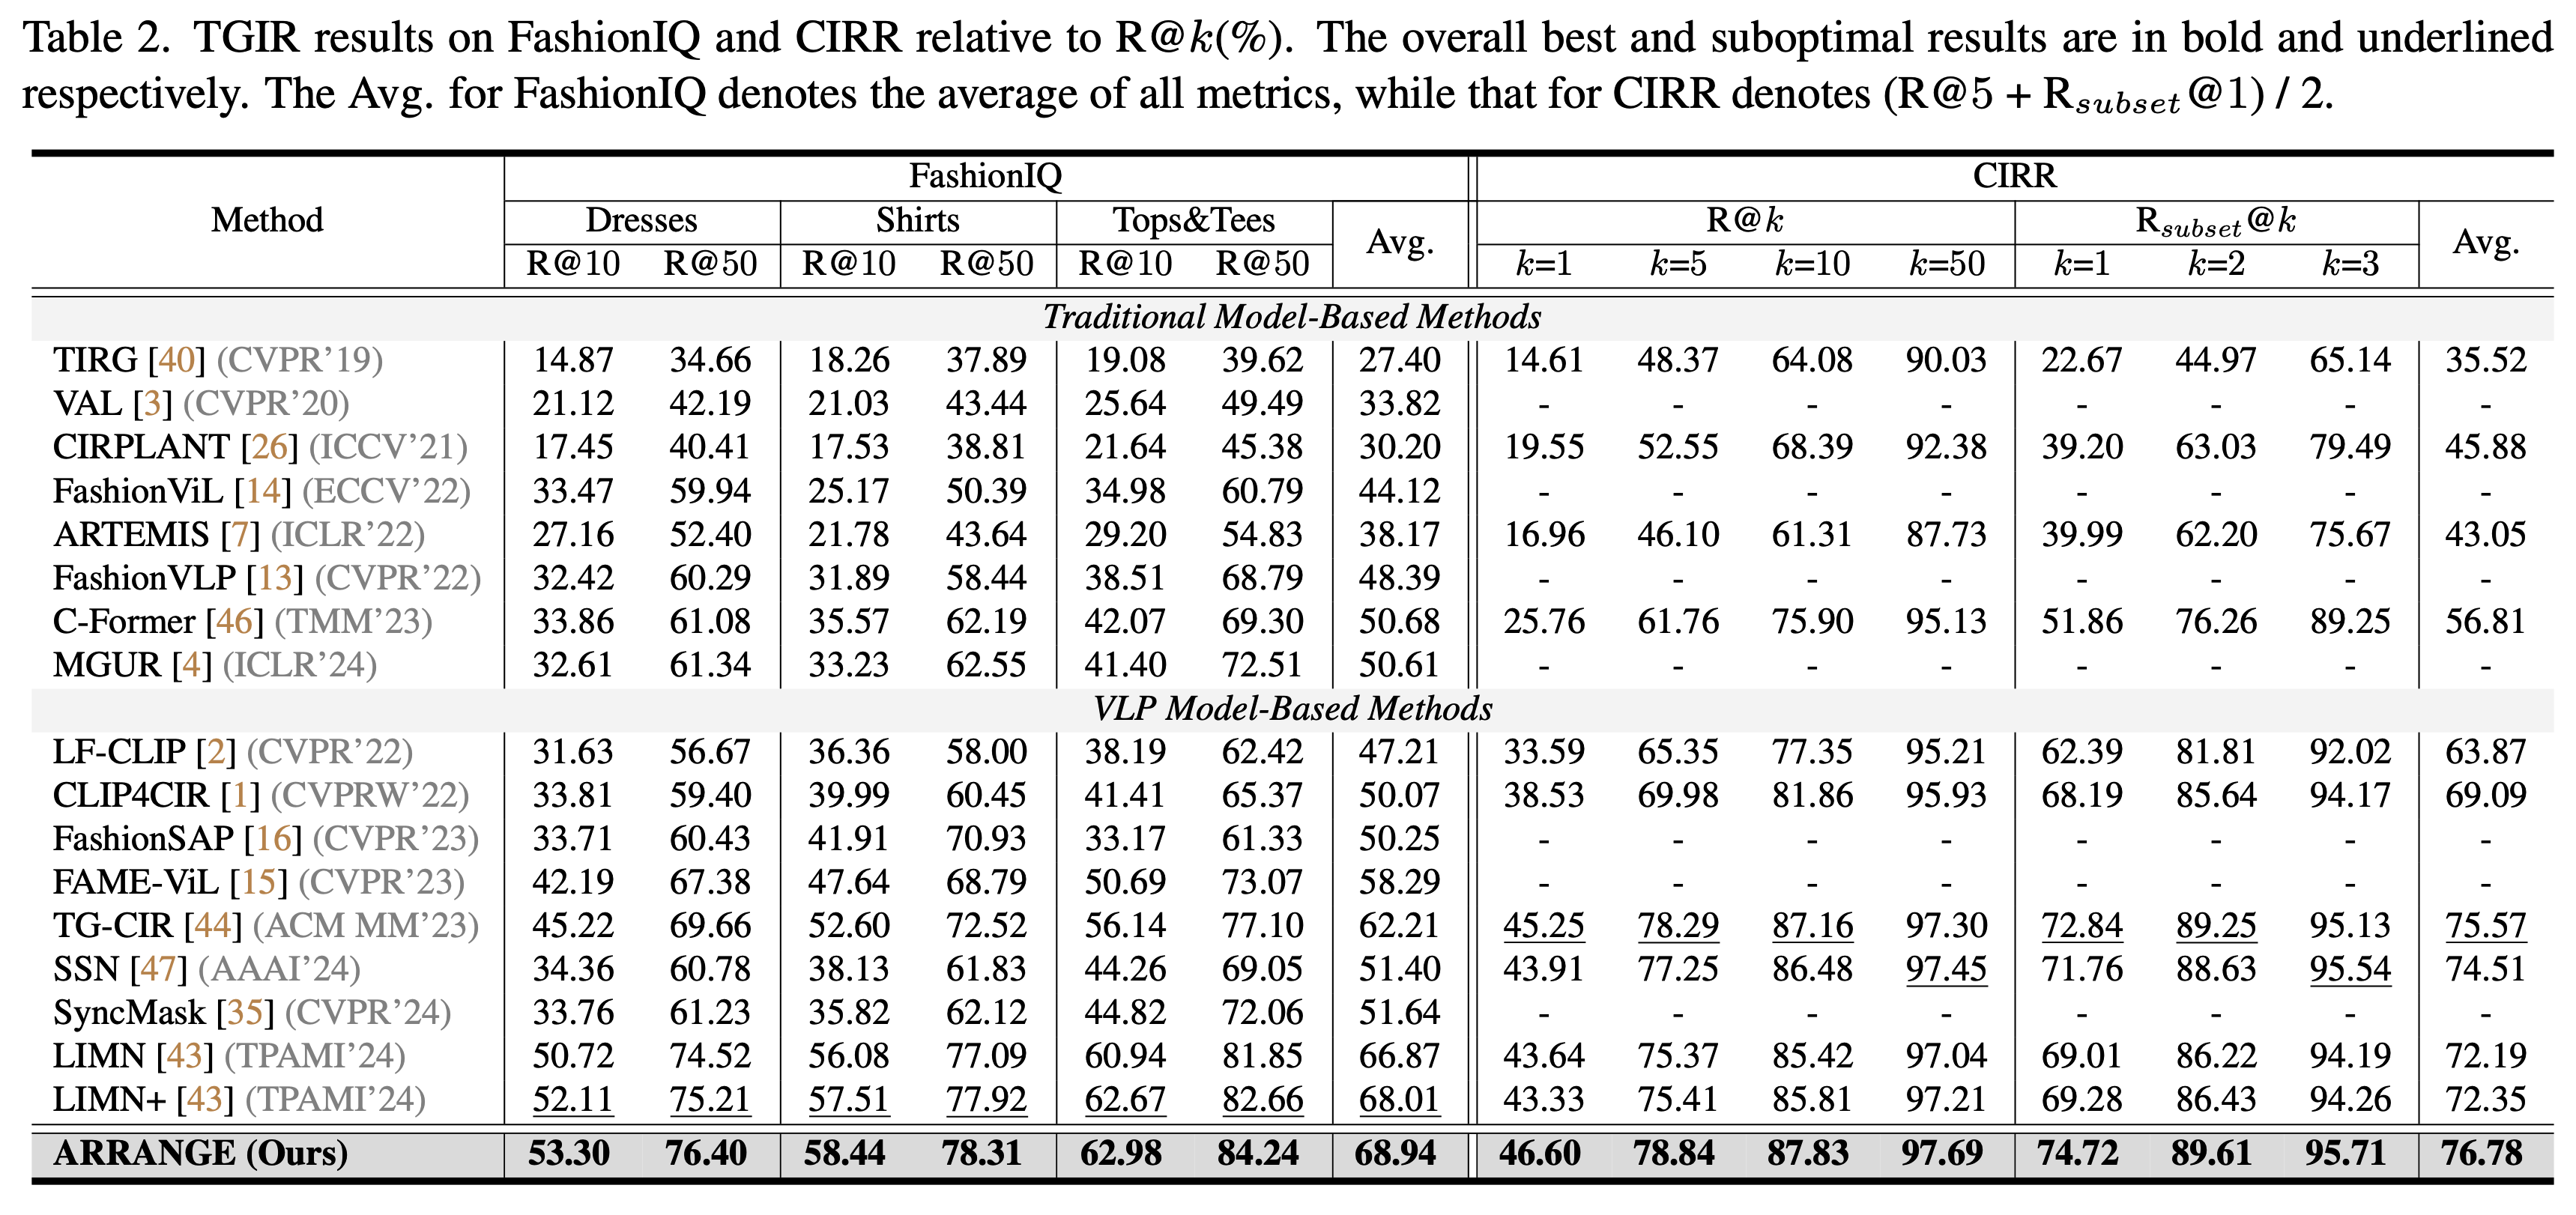 Table 2. TGIR results on FashionIQ and CIRR relative to R@k(%). The overall best and suboptimal results are in bold and underlined
respectively. The Avg. for FashionIQ denotes the average of all metrics, while that for CIRR denotes (R@5 + Rsubset@1) / 2.
Method FashionIQ CIRR
Dresses Shirts Tops&Tees Avg. R@k Rsubset@k Avg.
R@10 R@50 R@10 R@50 R@10 R@50 k=1 k=5 k=10 k=50 k=1 k=2 k=3
Traditional Model-Based Methods
TIRG [40] (CVPR’19) 14.87 34.66 18.26 37.89 19.08 39.62 27.40 14.61 48.37 64.08 90.03 22.67 44.97 65.14 35.52
VAL [3] (CVPR’20) 21.12 42.19 21.03 43.44 25.64 49.49 33.82 - - - - - - - -
CIRPLANT [26] (ICCV’21) 17.45 40.41 17.53 38.81 21.64 45.38 30.20 19.55 52.55 68.39 92.38 39.20 63.03 79.49 45.88
FashionViL [14] (ECCV’22) 33.47 59.94 25.17 50.39 34.98 60.79 44.12 - - - - - - - -
ARTEMIS [7] (ICLR’22) 27.16 52.40 21.78 43.64 29.20 54.83 38.17 16.96 46.10 61.31 87.73 39.99 62.20 75.67 43.05
FashionVLP [13] (CVPR’22) 32.42 60.29 31.89 58.44 38.51 68.79 48.39 - - - - - - - -
C-Former [46] (TMM’23) 33.86 61.08 35.57 62.19 42.07 69.30 50.68 25.76 61.76 75.90 95.13 51.86 76.26 89.25 56.81
MGUR [4] (ICLR’24) 32.61 61.34 33.23 62.55 41.40 72.51 50.61 - - - - - - - -
VLP Model-Based Methods
LF-CLIP [2] (CVPR’22) 31.63 56.67 36.36 58.00 38.19 62.42 47.21 33.59 65.35 77.35 95.21 62.39 81.81 92.02 63.87
CLIP4CIR [1] (CVPRW’22) 33.81 59.40 39.99 60.45 41.41 65.37 50.07 38.53 69.98 81.86 95.93 68.19 85.64 94.17 69.09
FashionSAP [16] (CVPR’23) 33.71 60.43 41.91 70.93 33.17 61.33 50.25 - - - - - - - -
FAME-ViL [15] (CVPR’23) 42.19 67.38 47.64 68.79 50.69 73.07 58.29 - - - - - - - -
TG-CIR [44] (ACM MM’23) 45.22 69.66 52.60 72.52 56.14 77.10 62.21 45.25 78.29 87.16 97.30 72.84 89.25 95.13 75.57
SSN [47] (AAAI’24) 34.36 60.78 38.13 61.83 44.26 69.05 51.40 43.91 77.25 86.48 97.45 71.76 88.63 95.54 74.51
SyncMask [35] (CVPR’24) 33.76 61.23 35.82 62.12 44.82 72.06 51.64 - - - - - - - -
LIMN [43] (TPAMI’24) 50.72 74.52 56.08 77.09 60.94 81.85 66.87 43.64 75.37 85.42 97.04 69.01 86.22 94.19 72.19
LIMN+ [43] (TPAMI’24) 52.11 75.21 57.51 77.92 62.67 82.66 68.01 43.33 75.41 85.81 97.21 69.28 86.43 94.26 72.35
ARRANGE (Ours) 53.30 76.40 58.44 78.31 62.98 84.24 68.94 46.60 78.84 87.83 97.69 74.72 89.61 95.71 76.78